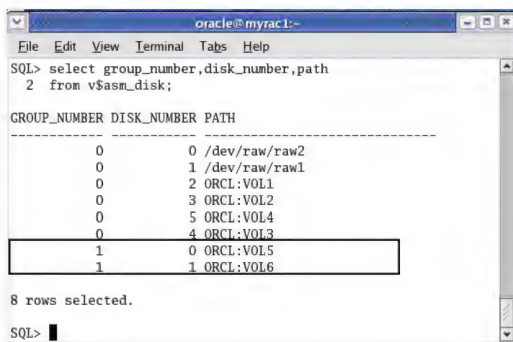 oracle@myrac1:~
File Edit View Terminal Tabs Help
SQL> select group_number,disk_number,path
2 from v$asm_disk;
GROUP_NUMBER DISK_NUMBER PATH
------------ ----------- ------------------------------
0 0 /dev/raw/raw2
0 1 /dev/raw/raw1
0 2 ORCL:VOL1
0 3 ORCL:VOL2
0 5 ORCL:VOL4
0 4 ORCL:VOL3
1 0 ORCL:VOL5
1 1 ORCL:VOL6
8 rows selected.
SQL>